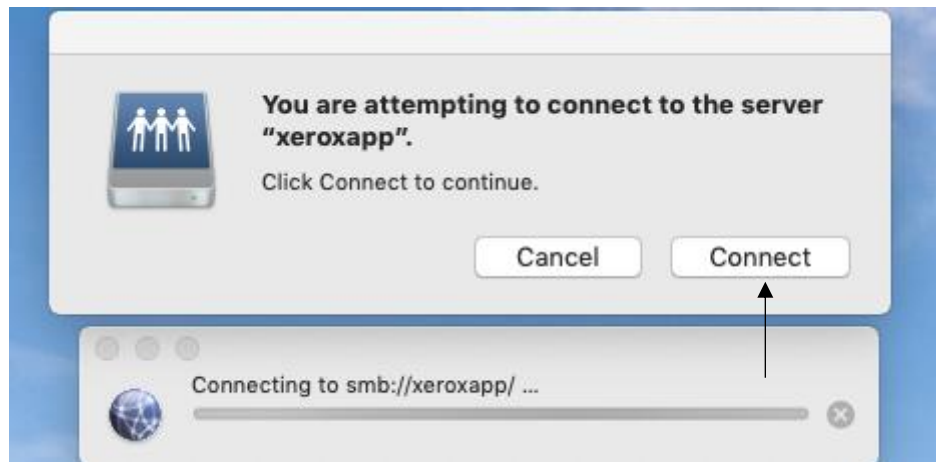 You are attempting to connect to the server
“xeroxapp”.
Click Connect to continue.
Cancel
Connect
Connecting to smb://xeroxapp/ ...